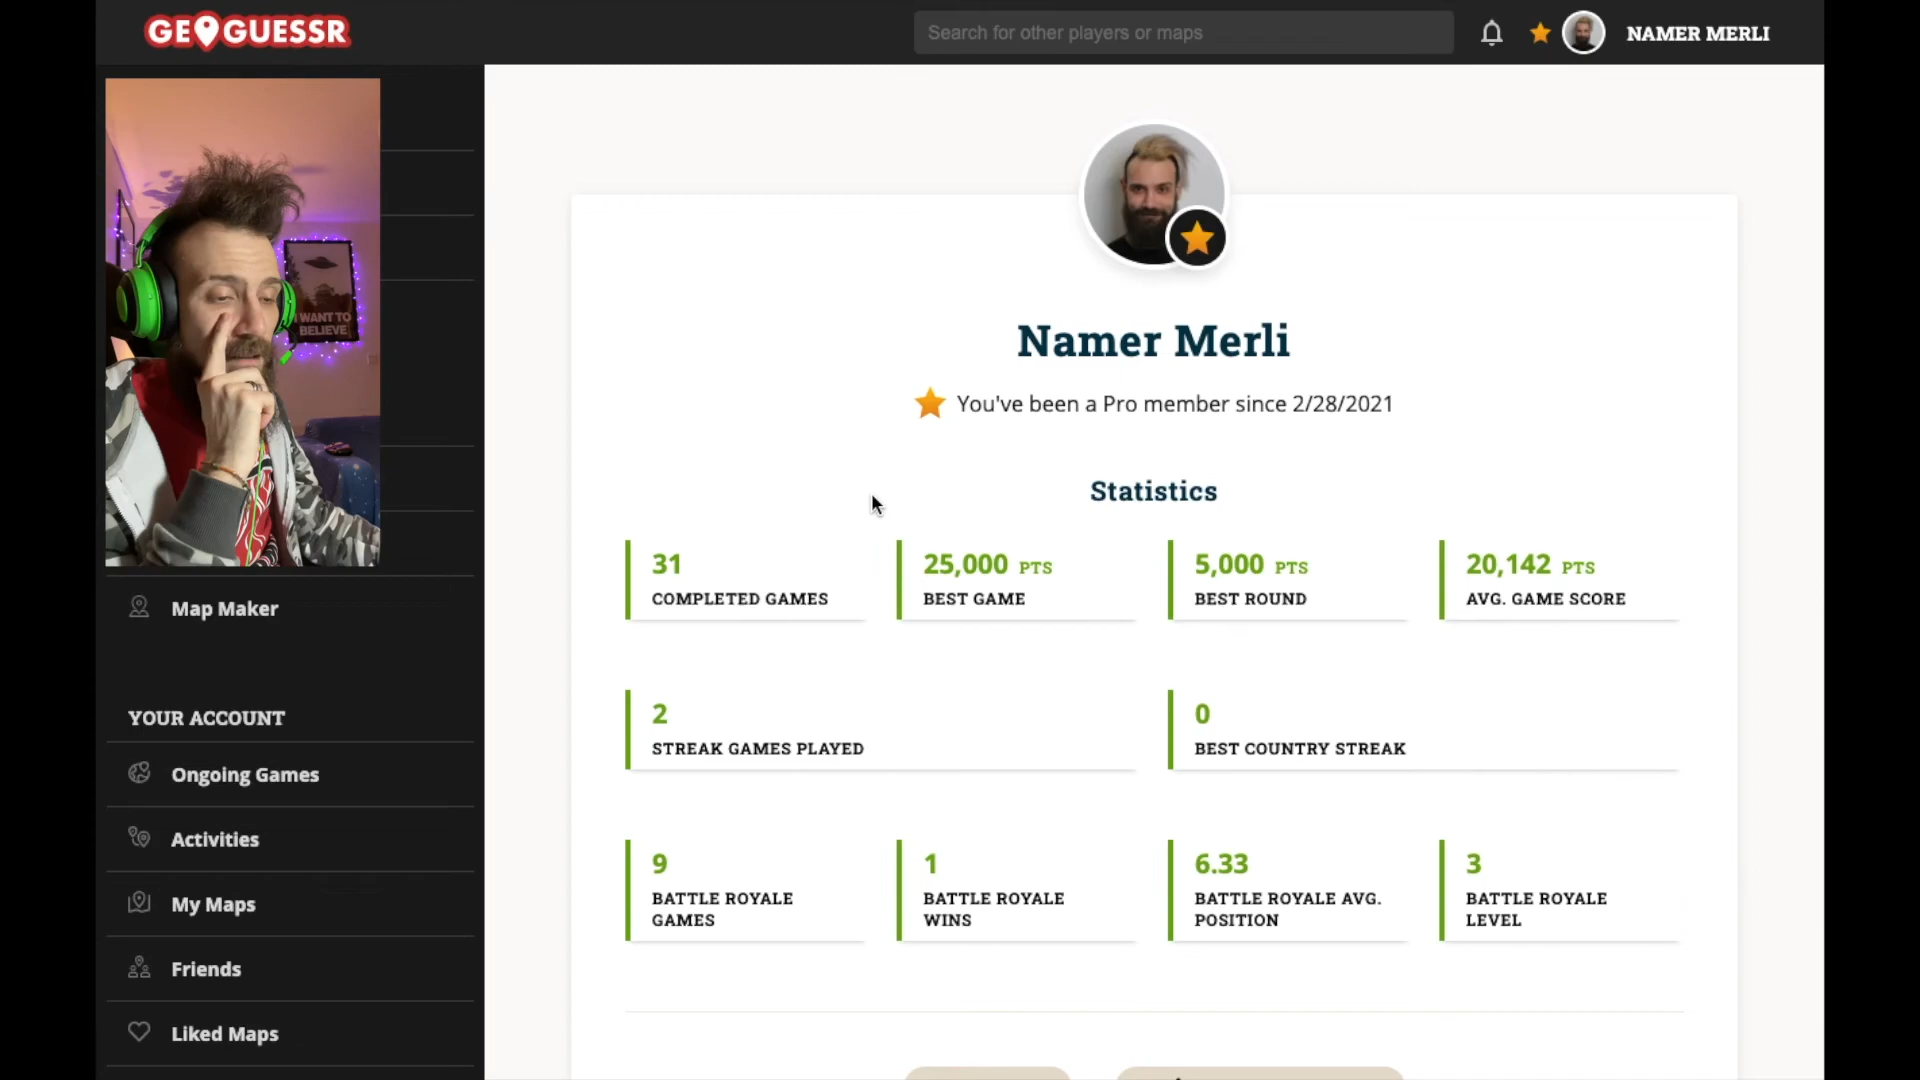 GEOGUESSR
Search for other players or maps
NAMER MERLI
I WANT TO
BELIEVE
Map Maker
YOUR ACCOUNT
Ongoing Games
Activities
My Maps
Friends
Liked Maps
Namer Merli
You've been a Pro member since 2/28/2021
Statistics
31
COMPLETED GAMES
25,000 PTS
BEST GAME
5,000 PTS
BEST ROUND
20,142 PTS
AVG. GAME SCORE
2
STREAK GAMES PLAYED
0
BEST COUNTRY STREAK
9
BATTLE ROYALE
GAMES
1
BATTLE ROYALE
WINS
6.33
BATTLE ROYALE AVG.
POSITION
3
BATTLE ROYALE
LEVEL